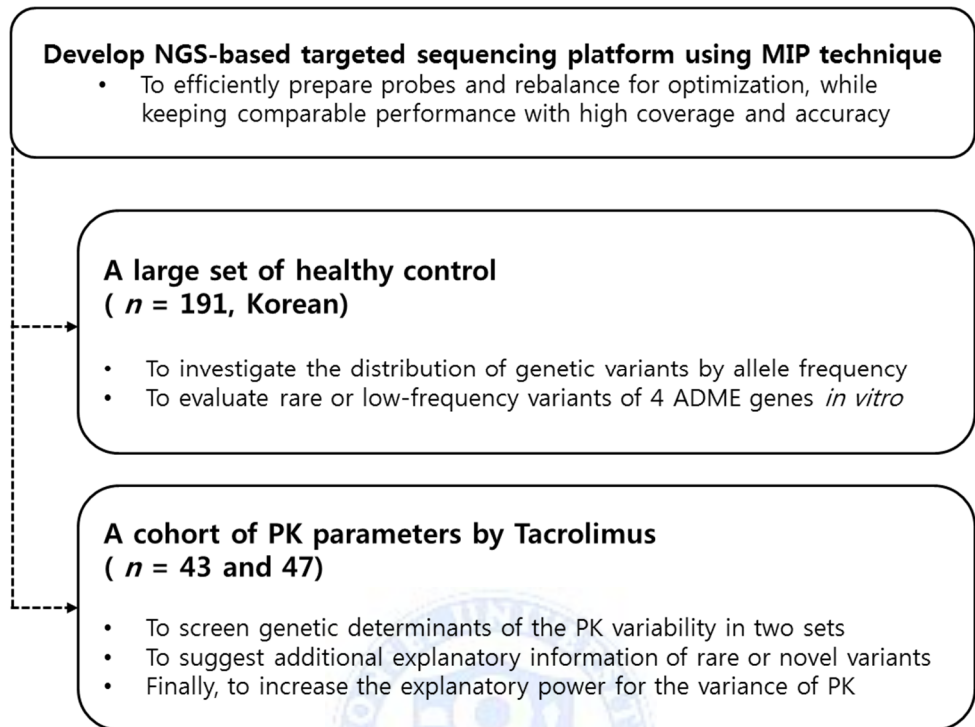 Develop NGS-based targeted sequencing platform using MIP technique
• To efficiently prepare probes and rebalance for optimization, while
keeping comparable performance with high coverage and accuracy
A large set of healthy control
( n = 191, Korean)
• To investigate the distribution of genetic variants by allele frequency
• To evaluate rare or low-frequency variants of 4 ADME genes in vitro
A cohort of PK parameters by Tacrolimus
( n = 43 and 47)
• To screen genetic determinants of the PK variability in two sets
• To suggest additional explanatory information of rare or novel variants
• Finally, to increase the explanatory power for the variance of PK